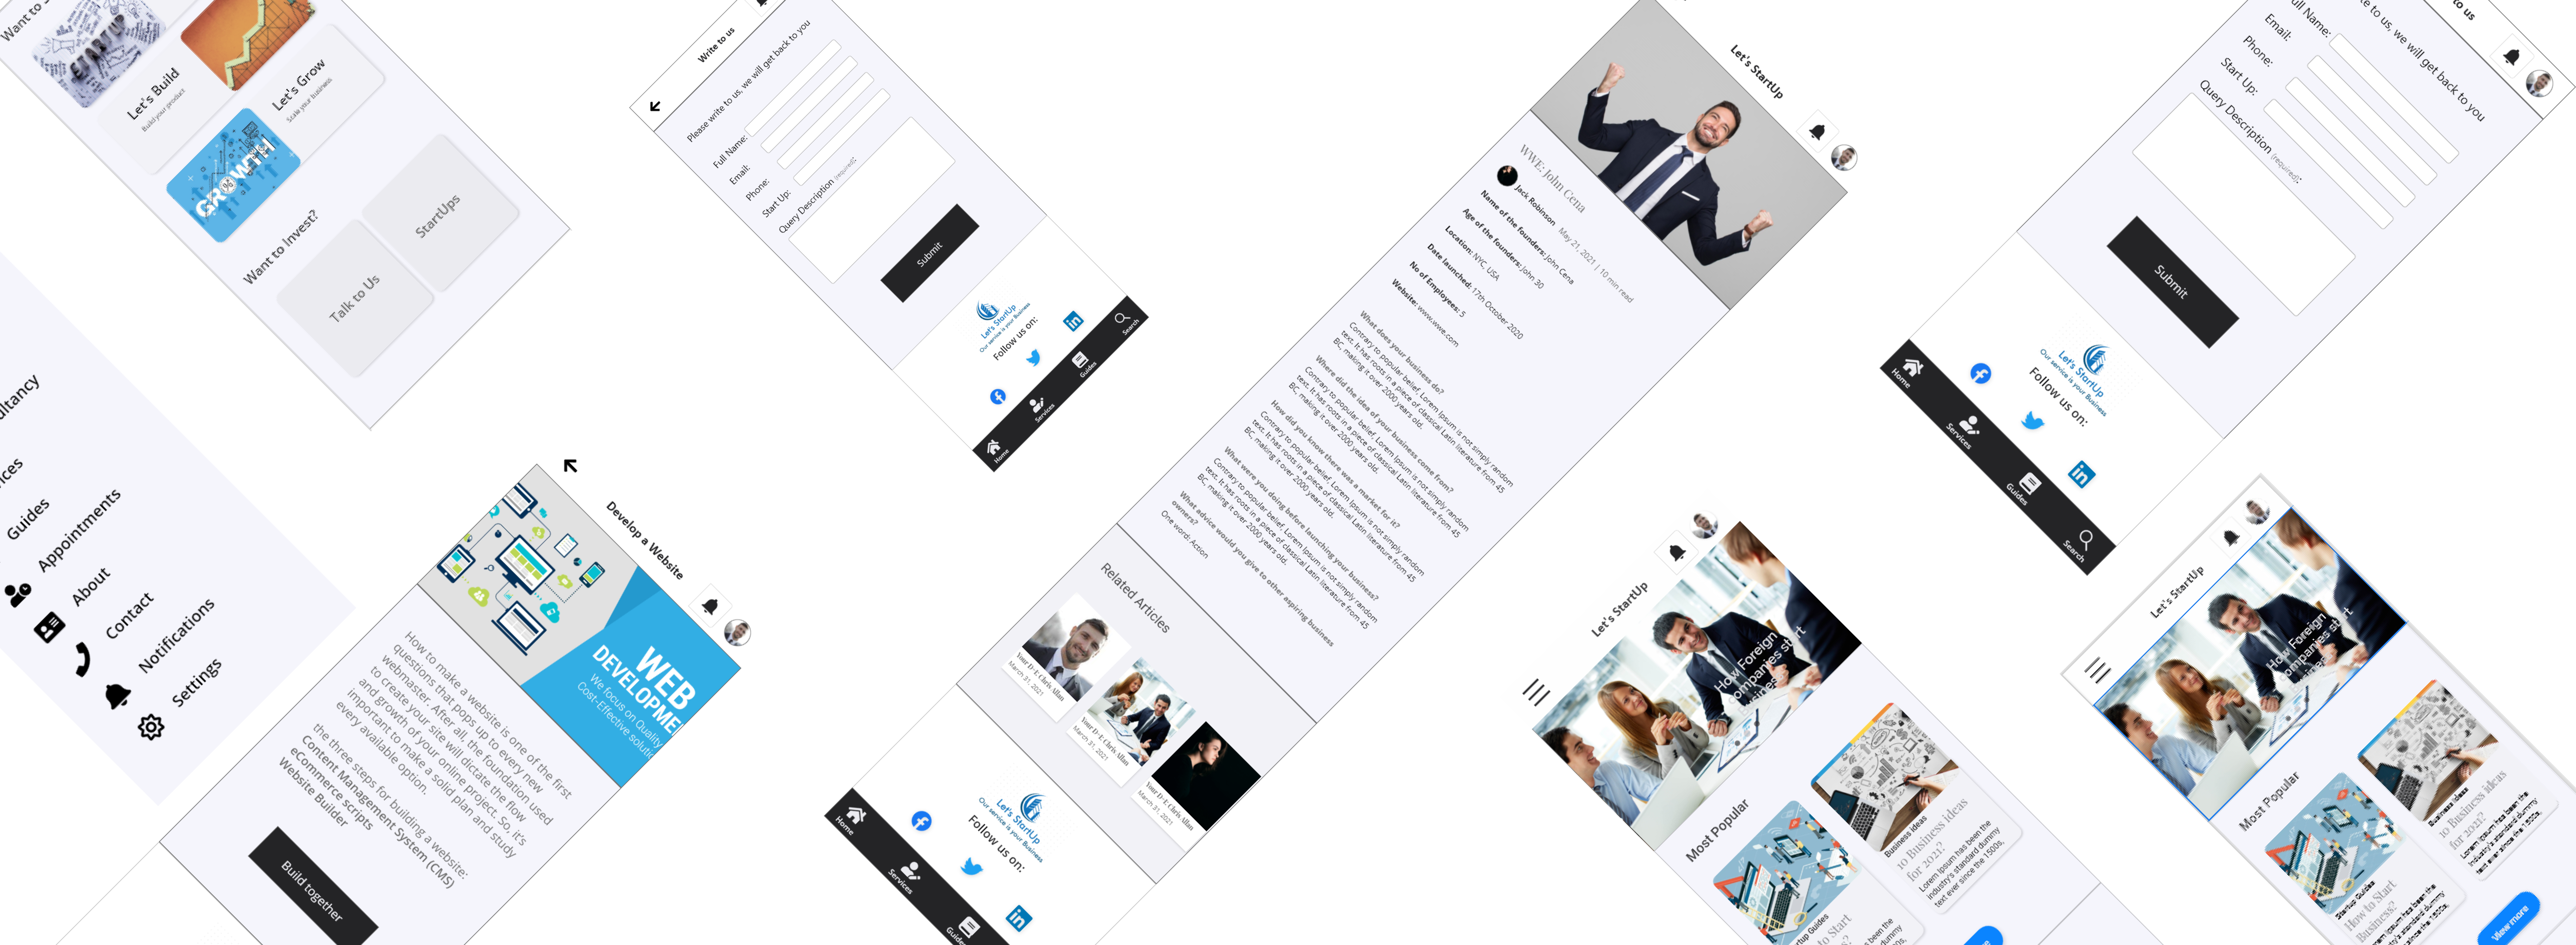 Want to
Let's Build
Build your product
Let's Grow
Scale your business
GROWTH
%
Want to Invest?
Talk to Us
StartUps
Guides
Appointments
About
Contact
Notifications
Settings
Develop a Website
WEB
DEVELOPME
We focus on Quality
Cost-Effective solutio
How to make a website is one of the first
questions that pops up to every new
webmaster. After all, the foundation used
to create your site will dictate the flow
and growth of your online project. So, it's
important to make a solid plan and study
every available option.
the three steps for building a website:
Content Management System (CMS)
eCommerce scripts
Website Builder
Build together
Write to us
Please write to us, we will get back to you
Full Name:
Email:
Phone:
Start Up:
Query Description (required):
Submit
Let's StartUp
Our service is your Business
Follow us on:
Home
Services
Guides
Search
Let's StartUp
WWE: John Cena
Jack Robinson May 21, 2021 | 10 min read
Name of the founders: John Cena
Age of the founders: John 30
Location: NYC, USA
Date launched: 17th October 2020
No of Employees: 5
Website: www.wwe.com
What does your business do?
Contrary to popular belief, Lorem Ipsum is not simply random
text. It has roots in a piece of classical Latin literature from 45
BC, making it over 2000 years old.
Where did the idea of your business come from?
Contrary to popular belief, Lorem Ipsum is not simply random
text. It has roots in a piece of classical Latin literature from 45
BC, making it over 2000 years old.
How did you know there was a market for it?
Contrary to popular belief, Lorem Ipsum is not simply random
text. It has roots in a piece of classical Latin literature from 45
BC, making it over 2000 years old.
What were you doing before launching your business?
Contrary to popular belief, Lorem Ipsum is not simply random
text. It has roots in a piece of classical Latin literature from 45
BC, making it over 2000 years old.
What advice would you give to other aspiring business
owners?
One word: Action
Related Articles
Your D-I: Chris Allan
March 31, 2021
Your D-I: Chris Allan
March 31, 2021
Your D-I: Chris Allan
March 31, 2021
Let's StartUp
Our service is your Business
Follow us on:
Home
Services
Guides
Let's StartUp
How Foreign
ompanies start
Most Popular
Business Ideas
10 Business ideas
for 2021?
Lorem Ipsum has been the
industry's standard dummy
text ever since the 1500s,
rtup Guides
to Start
to us
te to us, we will get back to you
ull Name:
Email:
Phone:
Start Up:
Query Description (required):
Submit
Let's StartUp
Our service is your Business
Follow us on:
Home
Services
Guides
Search
Let's StartUp
How Foreign
ompanies start
Most Popular
Business Ideas
10 Business ideas
for 2021?
Lorem Ipsum has been the
industry's standard dummy
text ever since the 1500s,
Startup Guides
How to Start
Business?
View more